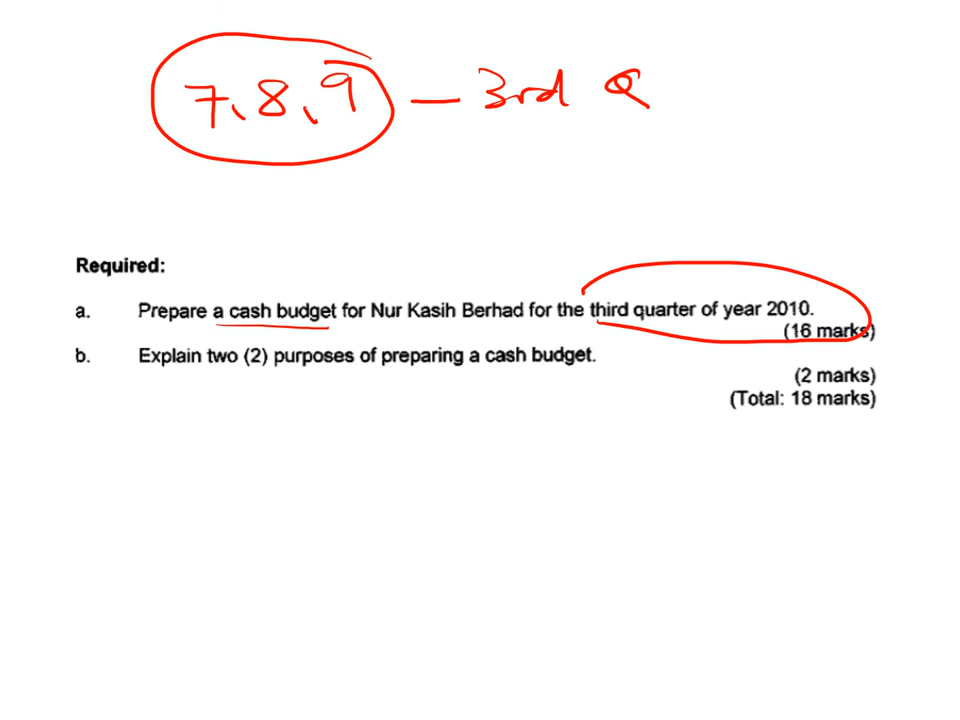 7, 8, 9 — 3rd Q
Required:
a. Prepare a cash budget for Nur Kasih Berhad for the third quarter of year 2010.
(16 marks)
b. Explain two (2) purposes of preparing a cash budget.
(2 marks)
(Total: 18 marks)